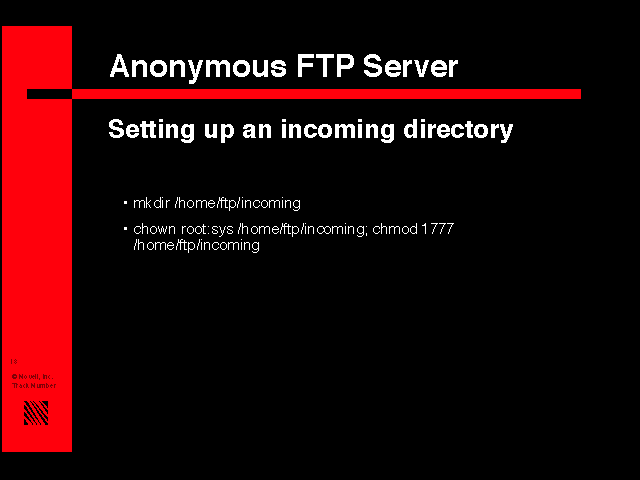 Anonymous FTP Server
Setting up an incoming directory
• mkdir /home/ftp/incoming
• chown root:sys /home/ftp/incoming; chmod 1777
/home/ftp/incoming
© Novell, Inc.
Track Number